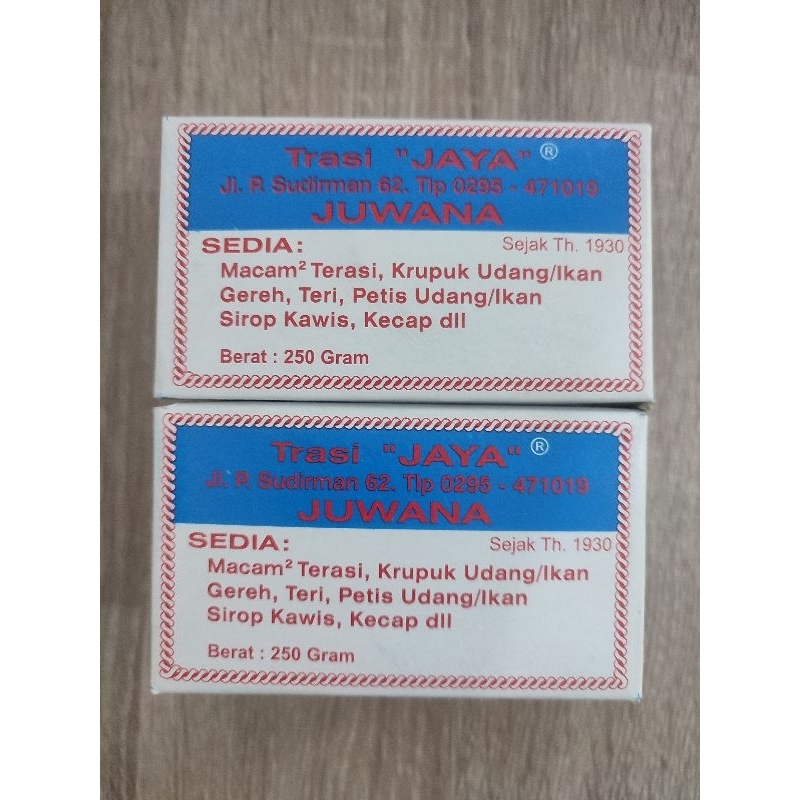 Trasi "JAYA" ®
Jl. P. Sudirman 62. Tlp 0295 - 471019
JUWANA
SEDIA:
Sejak Th. 1930
Macam² Terasi, Krupuk Udang/Ikan
Gereh, Teri, Petis Udang/Ikan
Sirop Kawis, Kecap dll
Berat : 250 Gram
Trasi "JAYA" ®
Jl. P. Sudirman 62. Tlp 0295 - 471019
JUWANA
SEDIA:
Sejak Th. 1930
Macam² Terasi, Krupuk Udang/Ikan
Gereh, Teri, Petis Udang/Ikan
Sirop Kawis, Kecap dll
Berat : 250 Gram